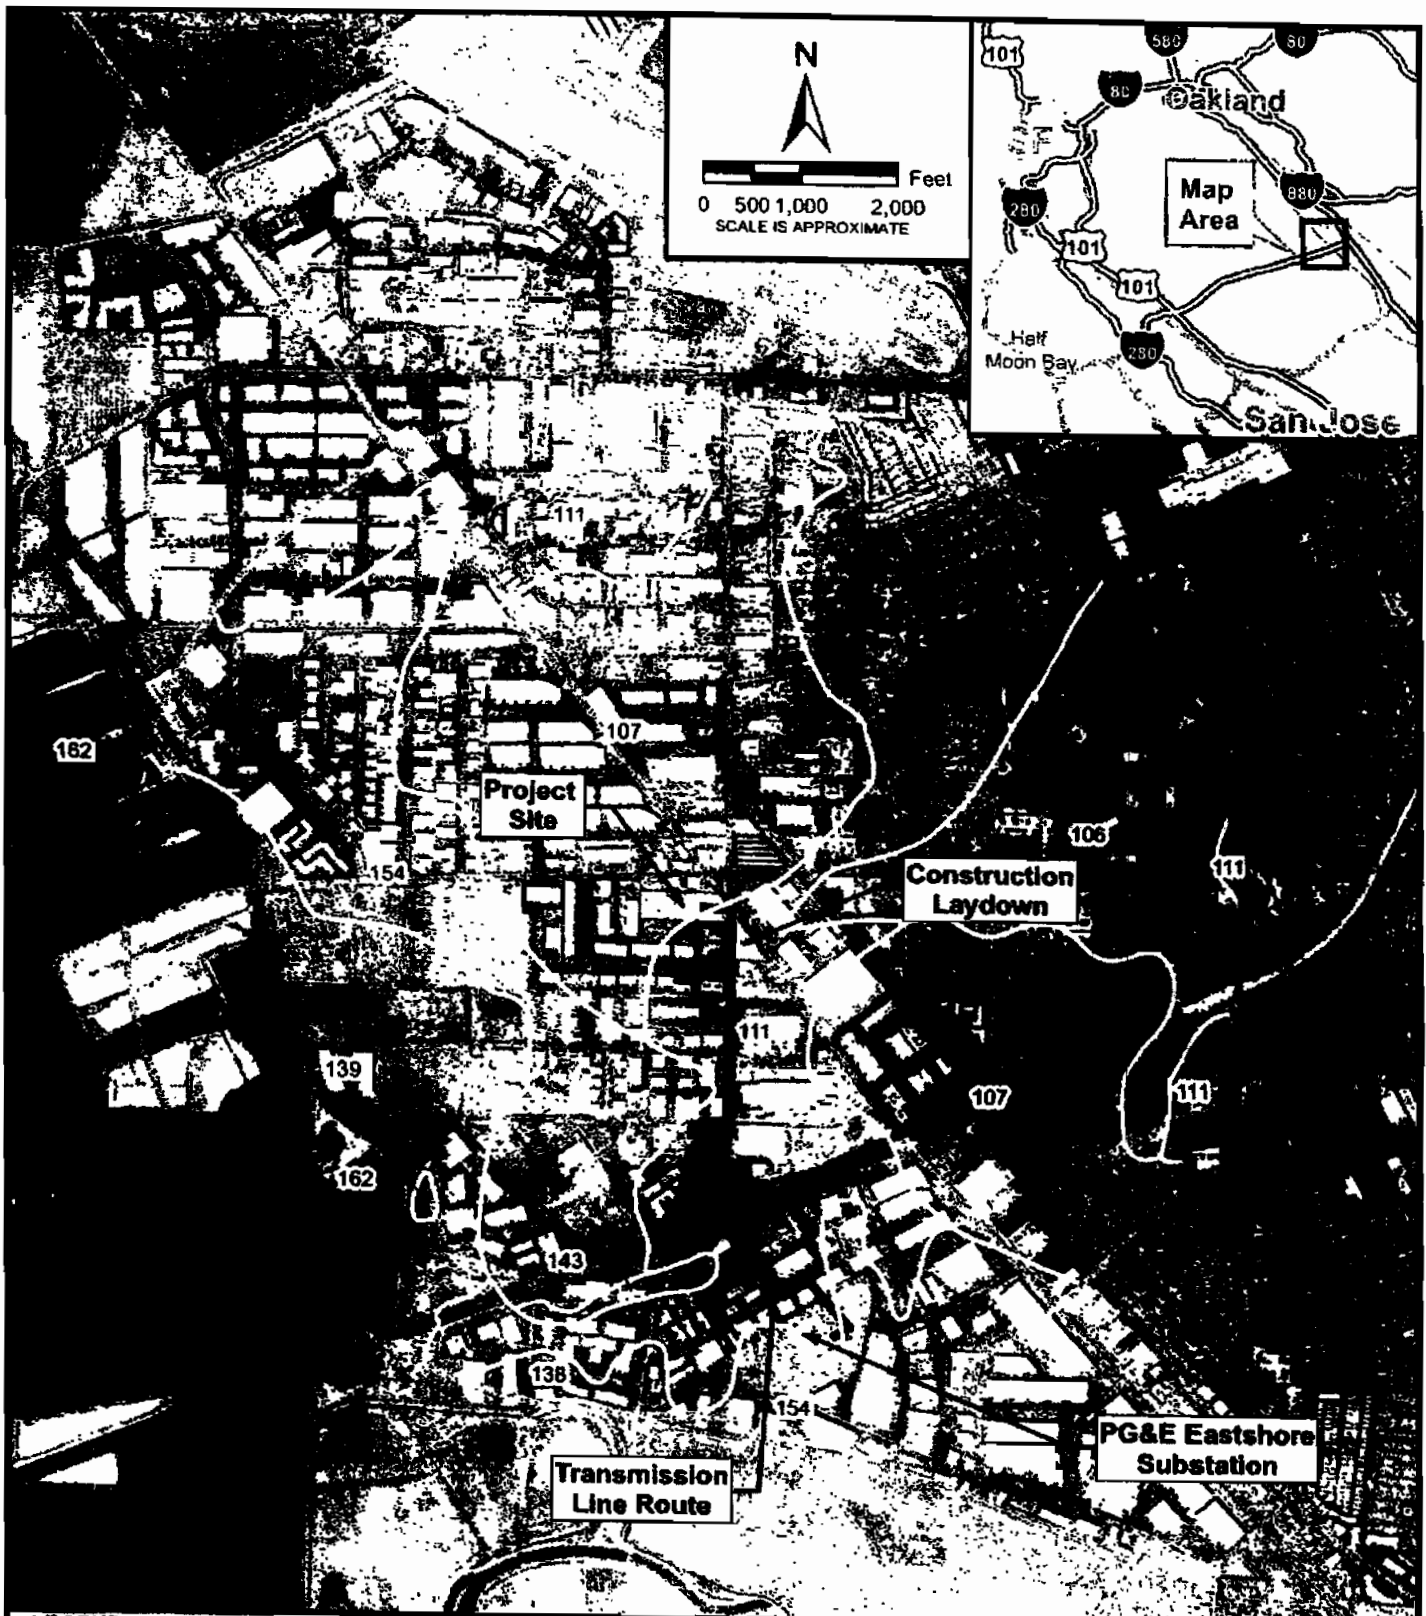 N
Feet
0 500 1,000 2,000
SCALE IS APPROXIMATE
101
580
80
80
Oakland
Map
Area
880
280
101
101
Half
Moon Bay
280
San Jose
111
162
107
Project
Site
106
154
Construction
Laydown
111
111
139
107
111
162
143
138
154
PG&E Eastshore
Substation
Transmission
Line Route